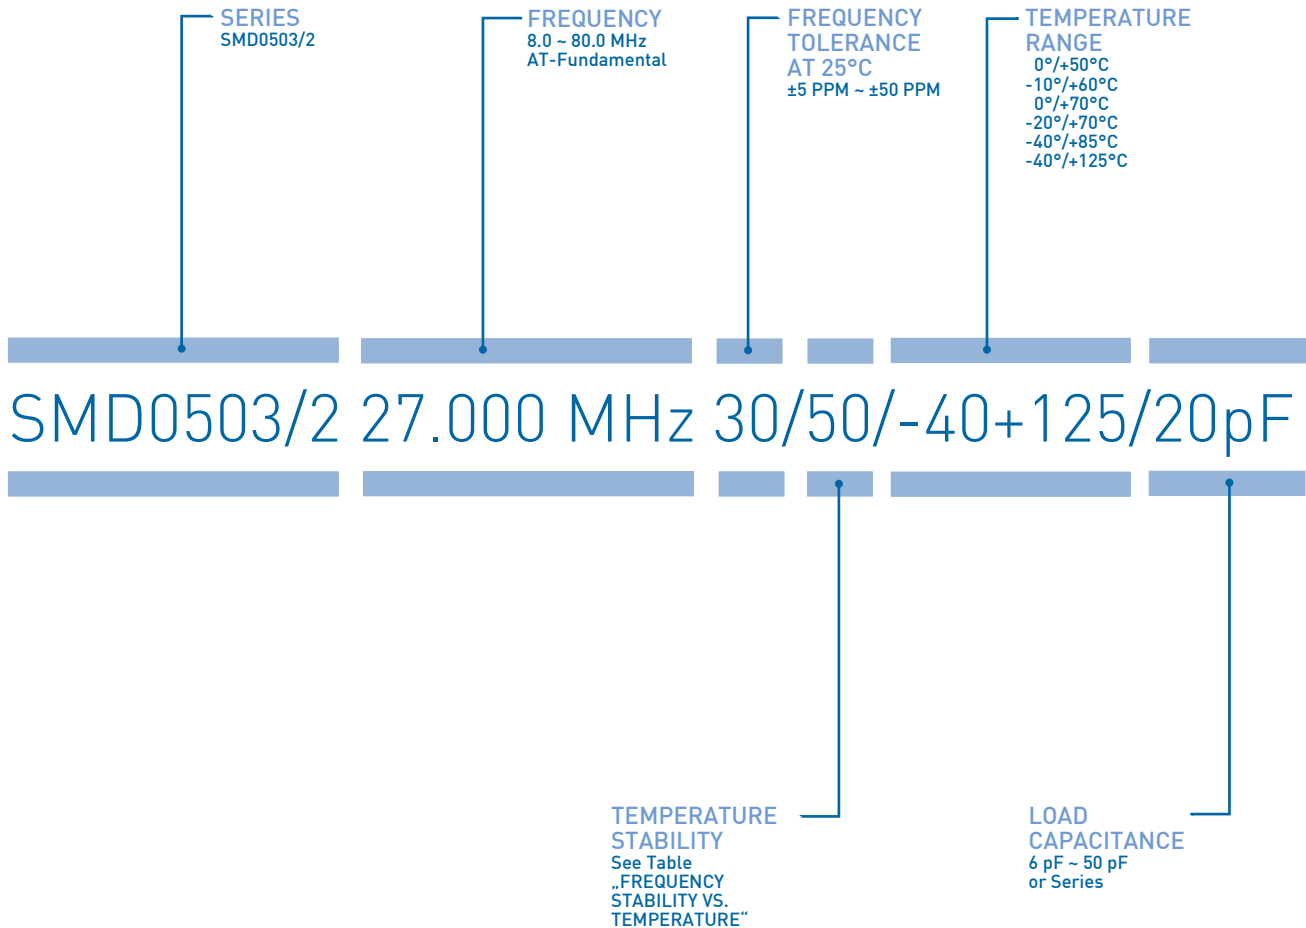 SERIES
SMD0503/2
FREQUENCY
8.0 ~ 80.0 MHz
AT-Fundamental
FREQUENCY
TOLERANCE
AT 25°C
±5 PPM ~ ±50 PPM
TEMPERATURE
RANGE
0°/+50°C
-10°/+60°C
0°/+70°C
-20°/+70°C
-40°/+85°C
-40°/+125°C
SMD0503/2 27.000 MHz 30/50/-40+125/20pF
TEMPERATURE
STABILITY
See Table
„FREQUENCY
STABILITY VS.
TEMPERATURE“
LOAD
CAPACITANCE
6 pF ~ 50 pF
or Series